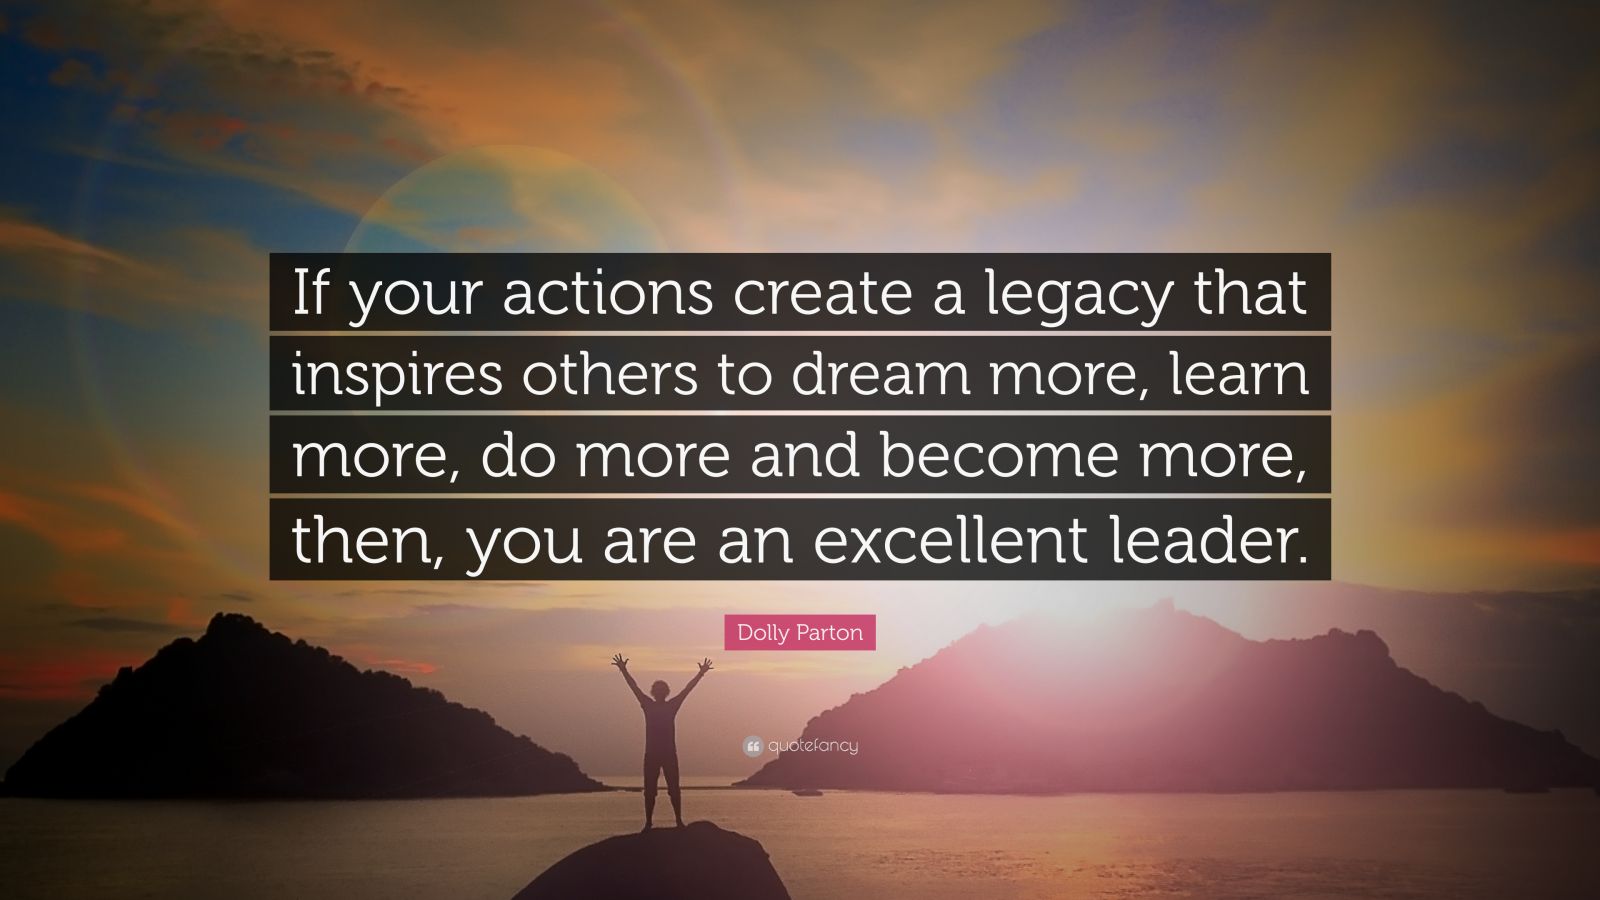 If your actions create a legacy that
inspires others to dream more, learn
more, do more and become more,
then, you are an excellent leader.
Dolly Parton
quotefancy